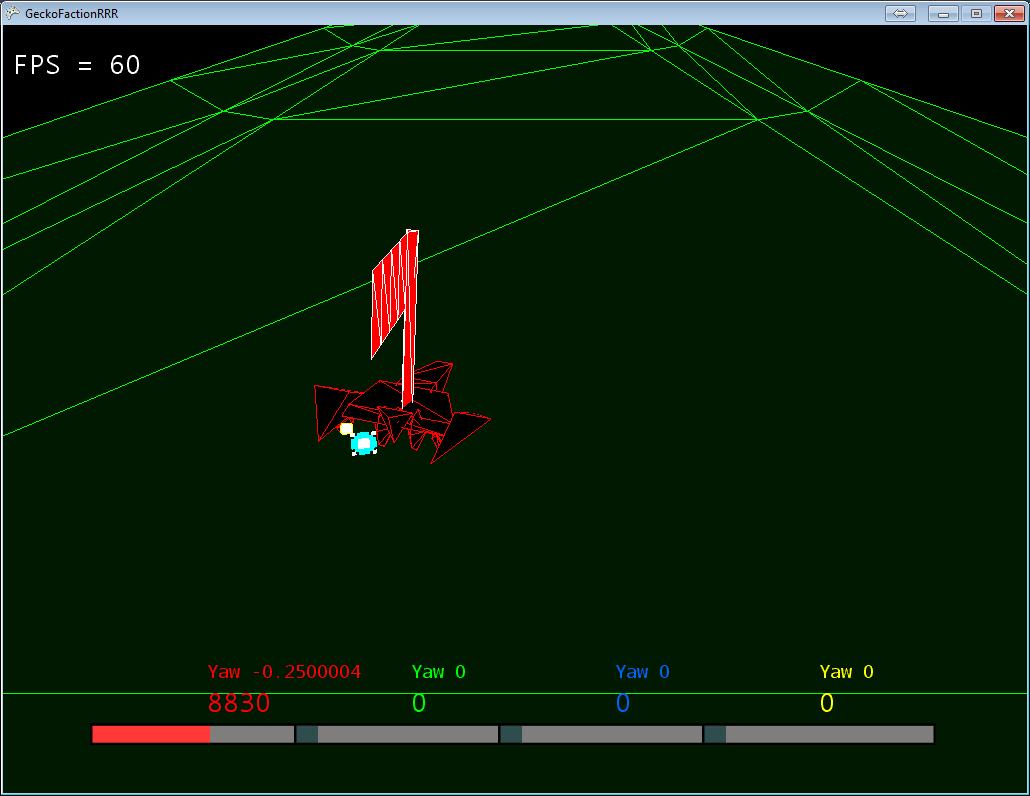 GeckoFactionRRR
FPS = 60
Yaw -0.2500004 Yaw 0 Yaw 0 Yaw 0
8830 0 0 0